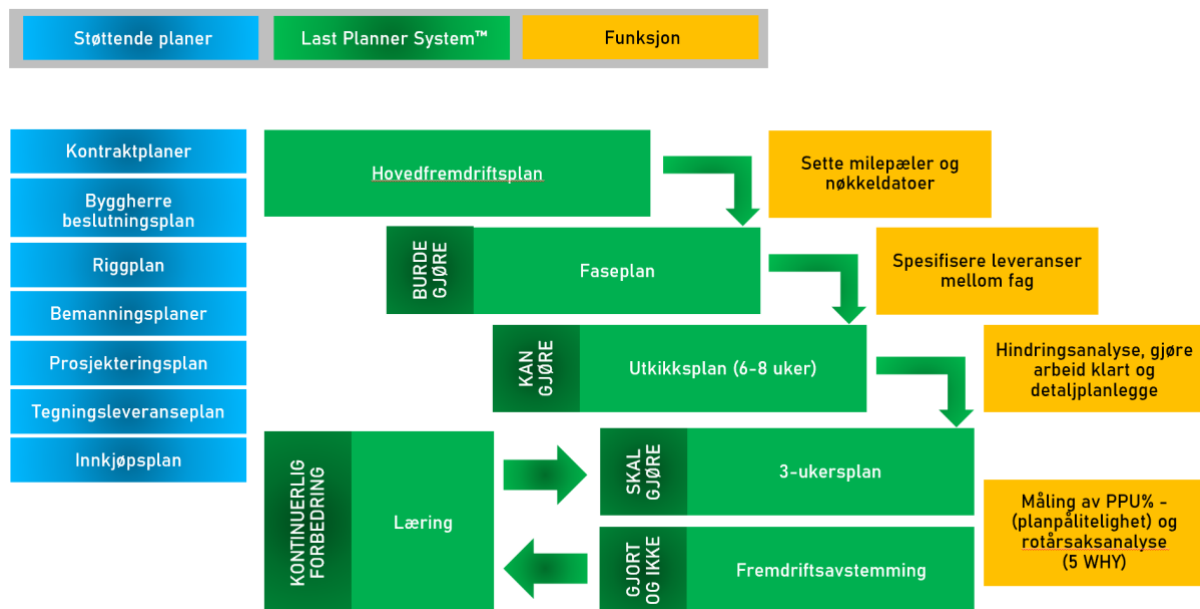 Støttende planer
Last Planner System™
Funksjon
Kontraktplaner
Byggherre
beslutningsplan
Riggplan
Bemanningsplaner
Prosjekteringsplan
Tegningsleveranseplan
Innkjøpsplan
Hovedfremdriftsplan
Sette milepæler og
nøkkeldatoer
BURDE
GJØRE
Faseplan
Spesifisere leveranser
mellom fag
KAN
GJØRE
Utkikksplan (6-8 uker)
Hindringsanalyse, gjøre
arbeid klart og
detaljplanlegge
KONTINUERLIG
FORBEDRING
Læring
SKAL
GJØRE
3-ukersplan
GJORT
OG IKKE
Fremdriftsavstemming
Måling av PPU% -
(planpålitelighet) og
rotårsaksanalyse
(5 WHY)